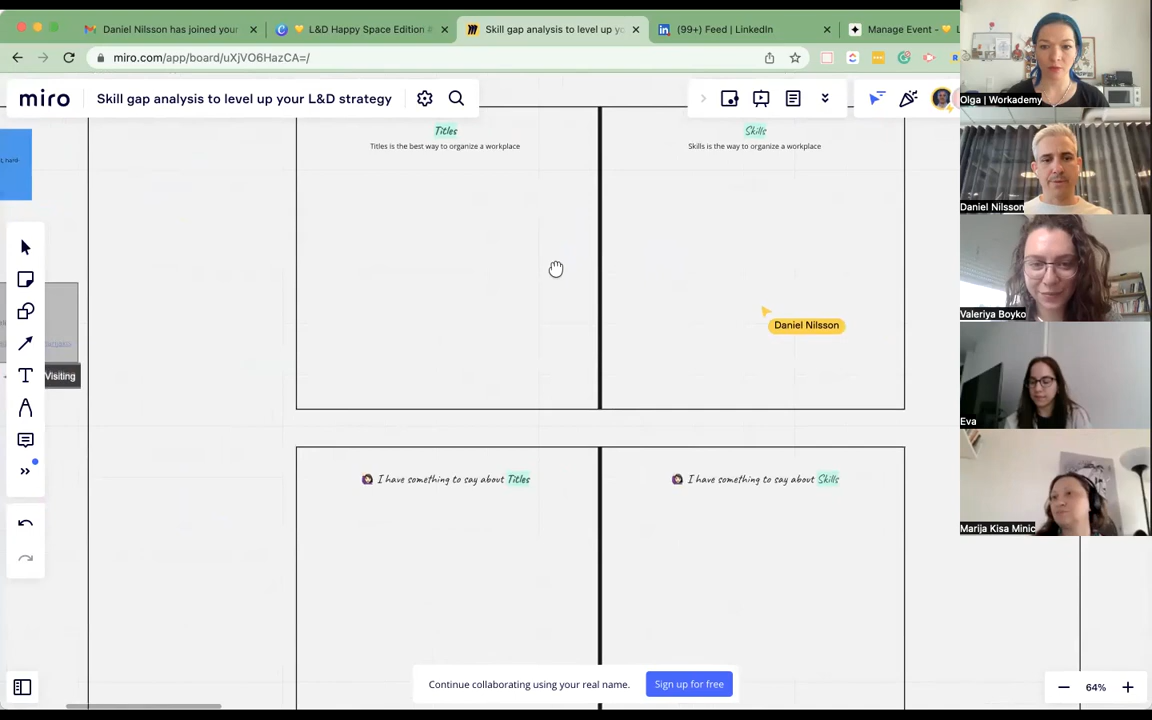 Daniel Nilsson has joined your
L&D Happy Space Edition #
Skill gap analysis to level up yo
(99+) Feed | LinkedIn
Manage Event - 💛 L
miro.com/app/board/uXjVO6HazCA=/
miro
Skill gap analysis to level up your L&D strategy
Titles
Titles is the best way to organize a workplace
Skills
Skills is the way to organize a workplace
Daniel Nilsson
Visiting
I have something to say about Titles
I have something to say about Skills
Continue collaborating using your real name.
Sign up for free
64%
Olga | Workademy
Daniel Nilsson
Valeriya Boyko
Eva
Marija Kisa Minic